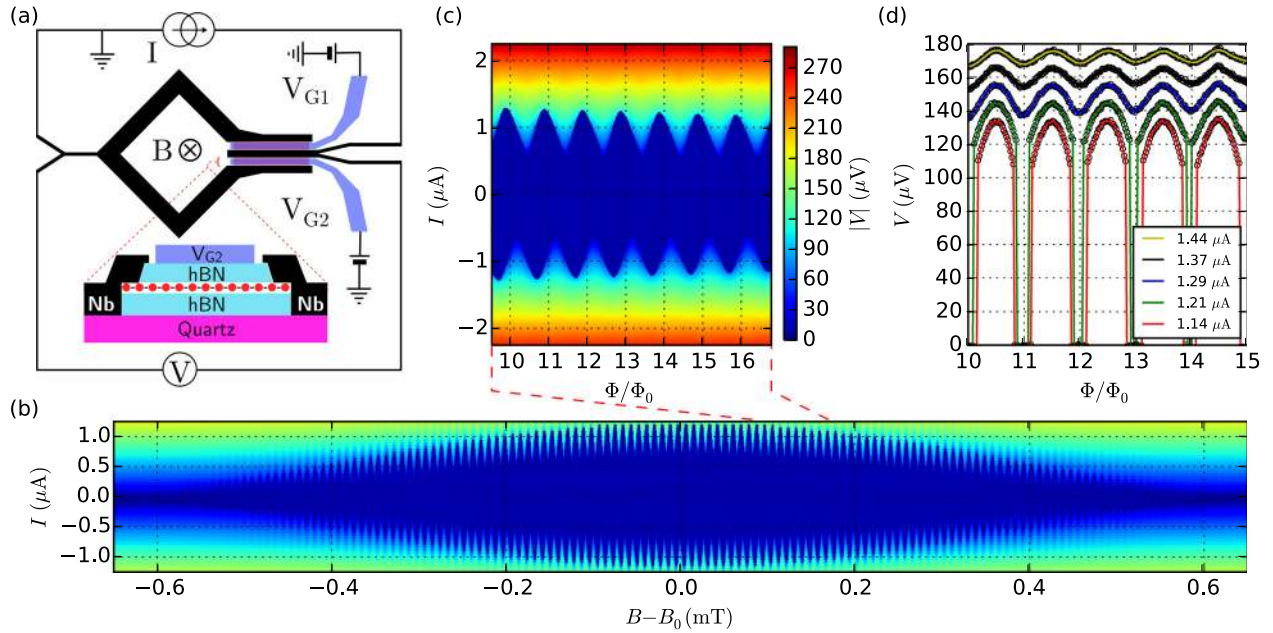 (a)
I
V_G1
B ⊗
V_G2
V_G2
hBN
Nb
Nb
hBN
Quartz
V
(c)
2
1
0
−1
−2
I (μA)
10 11 12 13 14 15 16
Φ/Φ_0
270
240
210
180
150
120
90
60
30
0
|V| (μV)
(d)
180
160
140
120
100
80
60
40
20
0
V (μV)
1.44 μA
1.37 μA
1.29 μA
1.21 μA
1.14 μA
10 11 12 13 14 15
Φ/Φ_0
(b)
1.0
0.5
0.0
−0.5
−1.0
I (μA)
−0.6 −0.4 −0.2 0.0 0.2 0.4 0.6
B−B_0 (mT)